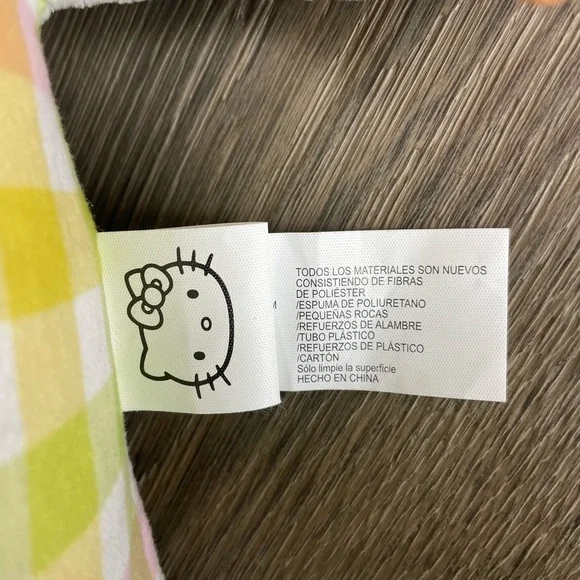 TODOS LOS MATERIALES SON NUEVOS
CONSISTIENDO DE FIBRAS
DE POLIÉSTER
/ESPUMA DE POLIURETANO
/PEQUEÑAS ROCAS
/REFUERZOS DE ALAMBRE
/TUBO PLÁSTICO
/REFUERZOS DE PLÁSTICO
/CARTÓN
Sólo limpie la superficie
HECHO EN CHINA